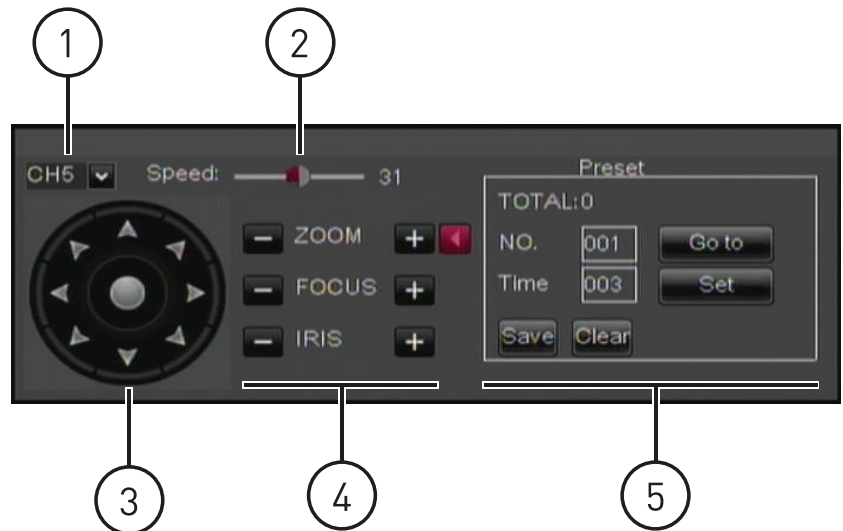 1
2
CH5
Speed:
31
Preset
TOTAL:0
ZOOM
NO. 001 Go to
FOCUS
Time 003 Set
IRIS
Save Clear
3
4
5